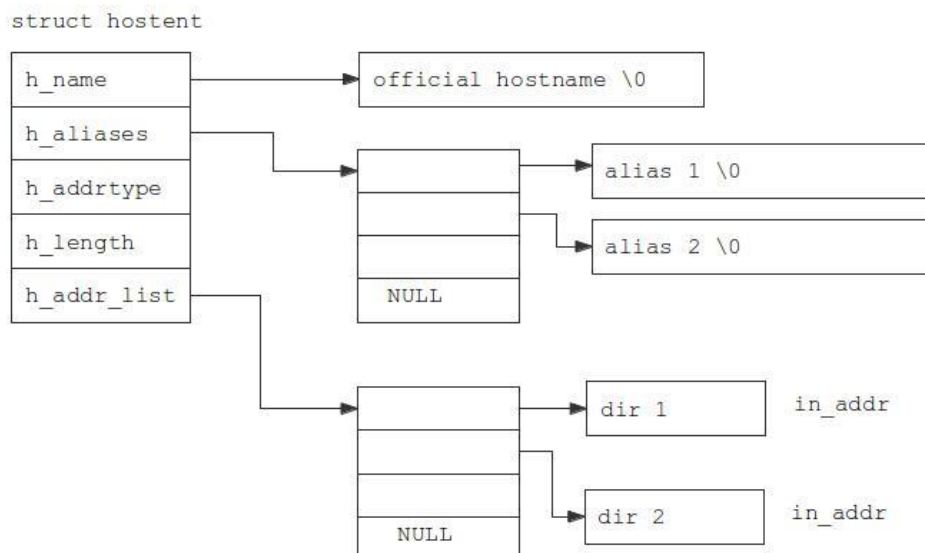 struct hostent
h_name
official hostname \0
h_aliases
alias 1 \0
h_addrtype
h_length
alias 2 \0
h_addr_list
NULL
dir 1
in_addr
dir 2
in_addr
NULL